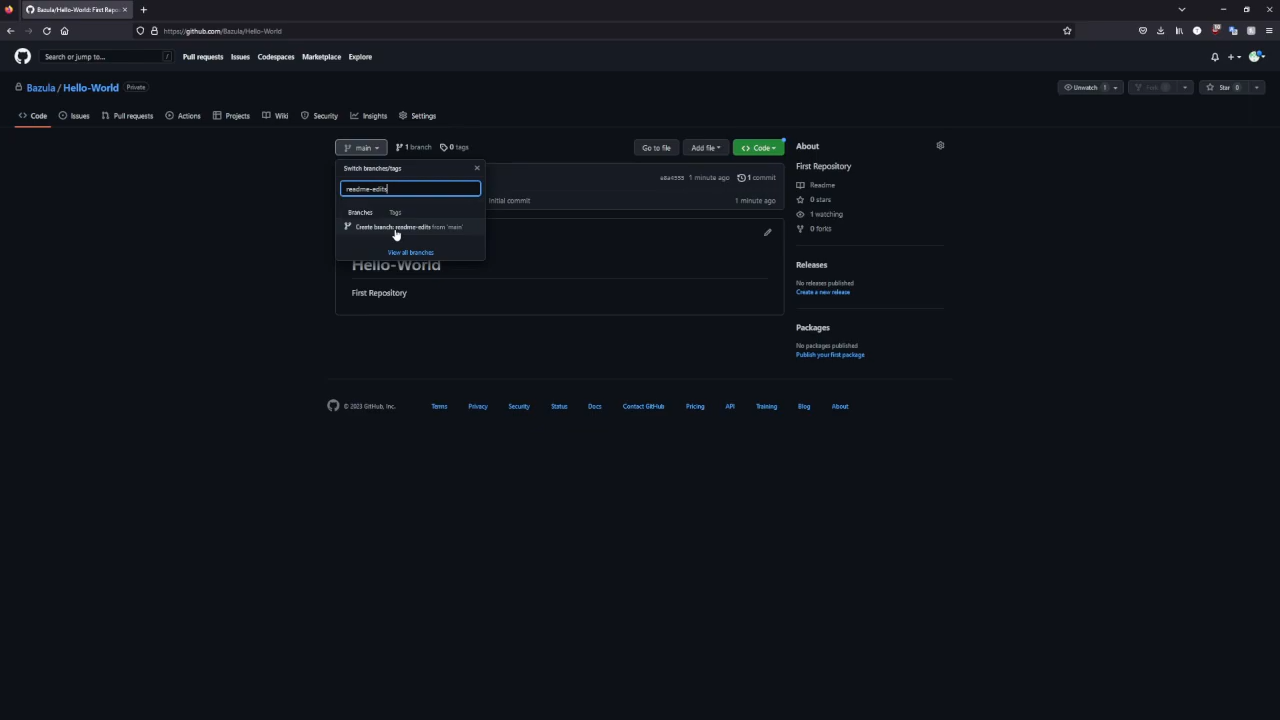 Bazula/Hello-World: First Repo
https://github.com/Bazula/Hello-World
Search or jump to... /
Pull requests Issues Codespaces Marketplace Explore
Bazula / Hello-World Private
Unwatch 1 Fork 0 Star 0
Code Issues Pull requests Actions Projects Wiki Security Insights Settings
main 1 branch 0 tags Go to file Add file Code
Switch branches/tags
readme-edits
Branches Tags
Create branch: readme-edits from 'main'
View all branches
1 minute ago 1 commit
initial commit 1 minute ago
Hello-World
First Repository
About
First Repository
Readme
0 stars
1 watching
0 forks
Releases
No releases published
Create a new release
Packages
No packages published
Publish your first package
© 2023 GitHub, Inc. Terms Privacy Security Status Docs Contact GitHub Pricing API Training Blog About